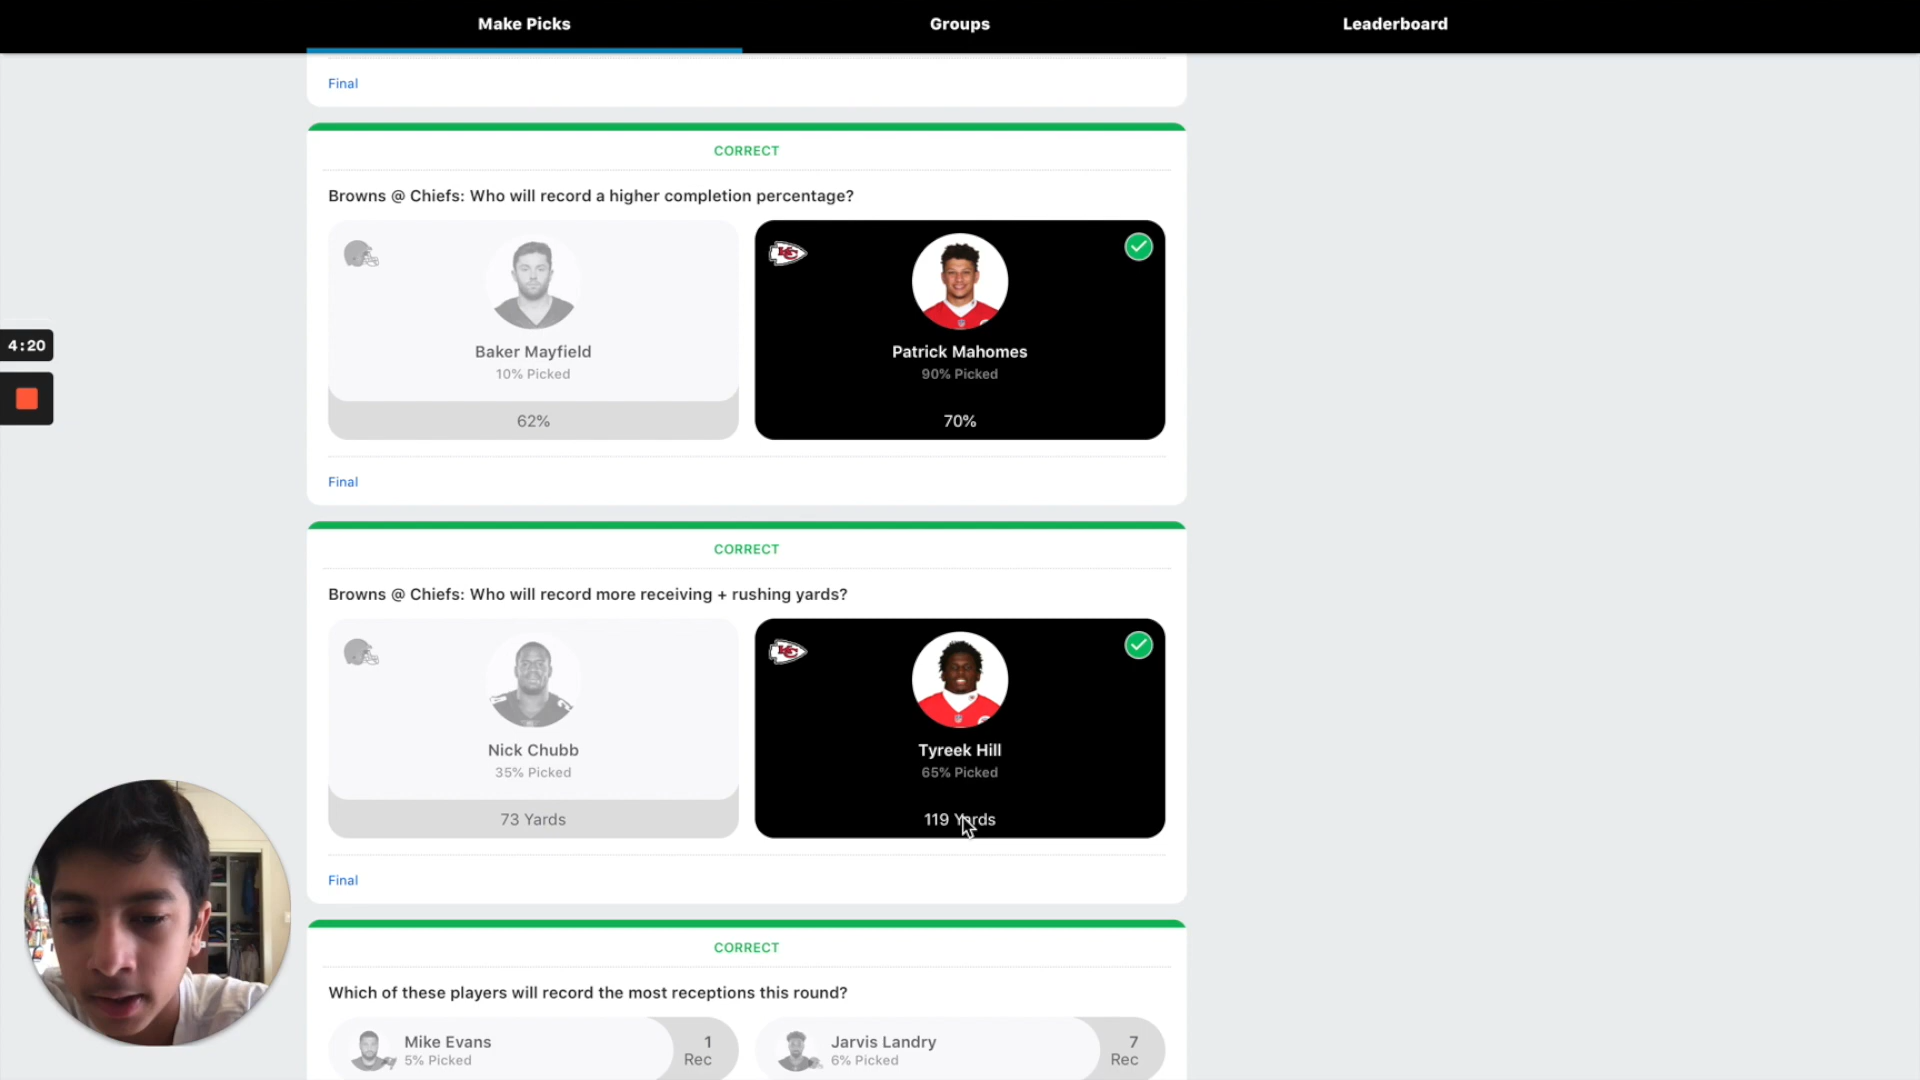 Make Picks
Groups
Leaderboard
Final
CORRECT
Browns @ Chiefs: Who will record a higher completion percentage?
Baker Mayfield
10% Picked
62%
Patrick Mahomes
90% Picked
70%
Final
4:20
CORRECT
Browns @ Chiefs: Who will record more receiving + rushing yards?
Nick Chubb
35% Picked
73 Yards
Tyreek Hill
65% Picked
119 Yards
Final
CORRECT
Which of these players will record the most receptions this round?
Mike Evans
5% Picked
1
Rec
Jarvis Landry
6% Picked
7
Rec